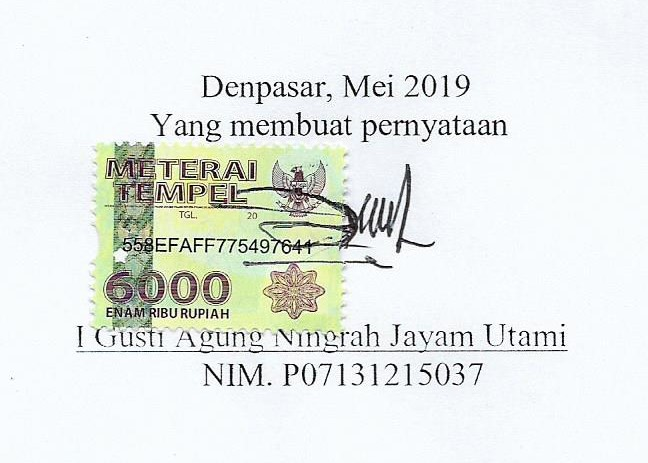 Denpasar, Mei 2019
Yang membuat pernyataan
METERAI
TEMPEL
TGL. 20
558EFAFF775497641
6000
ENAM RIBU RUPIAH
I Gusti Agung Ningrah Jayam Utami
NIM. P07131215037